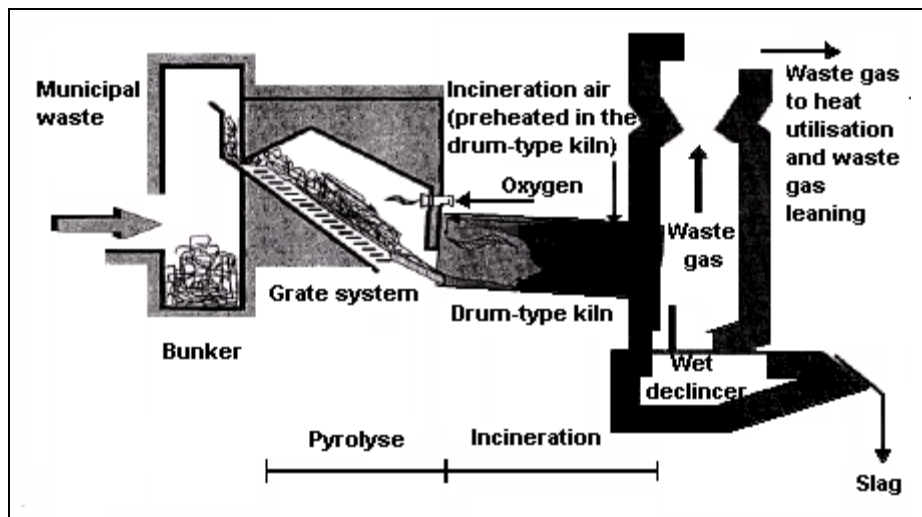 Municipal
waste
Incineration air
(preheated in the
drum-type kiln)
Oxygen
Waste gas
to heat
utilisation
and waste
gas
leaning
Waste
gas
Grate system
Drum-type kiln
Bunker
Wet
declincer
Pyrolyse
Incineration
Slag